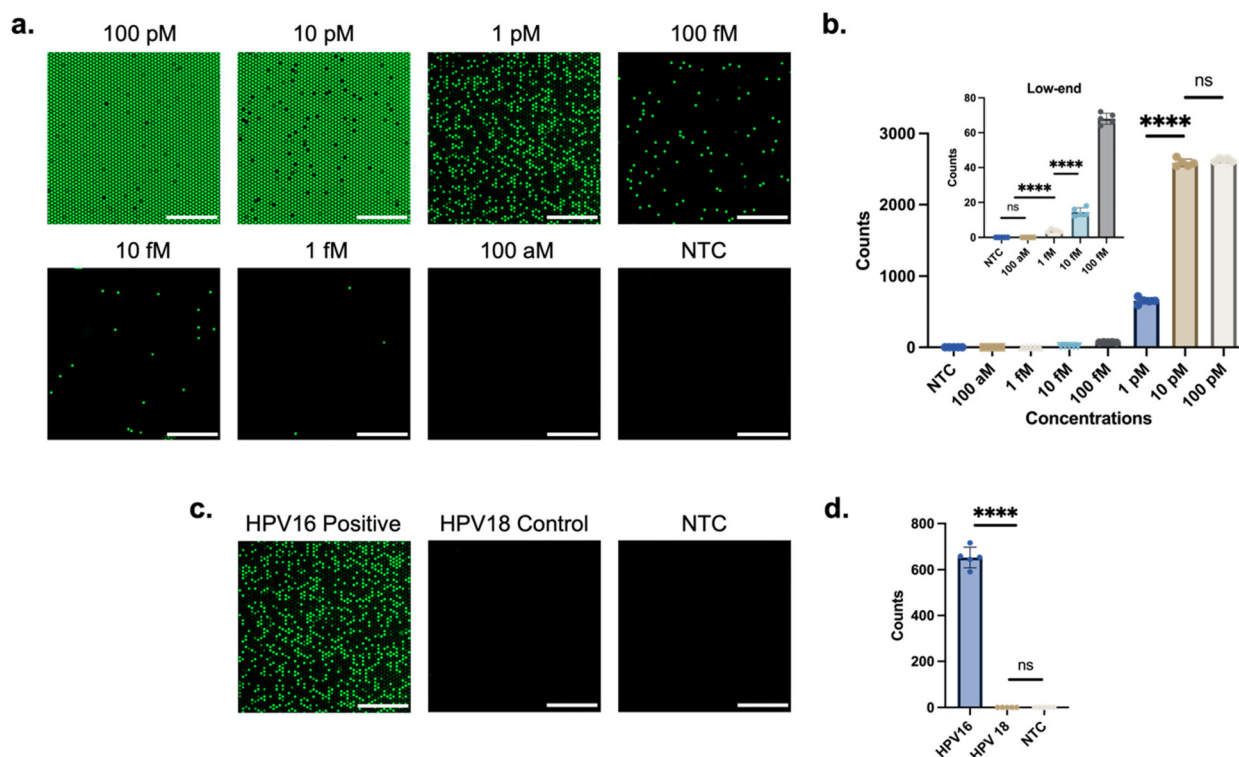 a.
100 pM
10 pM
1 pM
100 fM
10 fM
1 fM
100 aM
NTC
b.
Low-end
Counts
80
60
40
20
0
ns
****
****
NTC
100 aM
1 fM
10 fM
100 fM
Counts
3000
2000
1000
0
****
ns
NTC
100 aM
1 fM
10 fM
100 fM
1 pM
10 pM
100 pM
Concentrations
c.
HPV16 Positive
HPV18 Control
NTC
d.
Counts
800
600
400
200
0
****
ns
HPV16
HPV 18
NTC